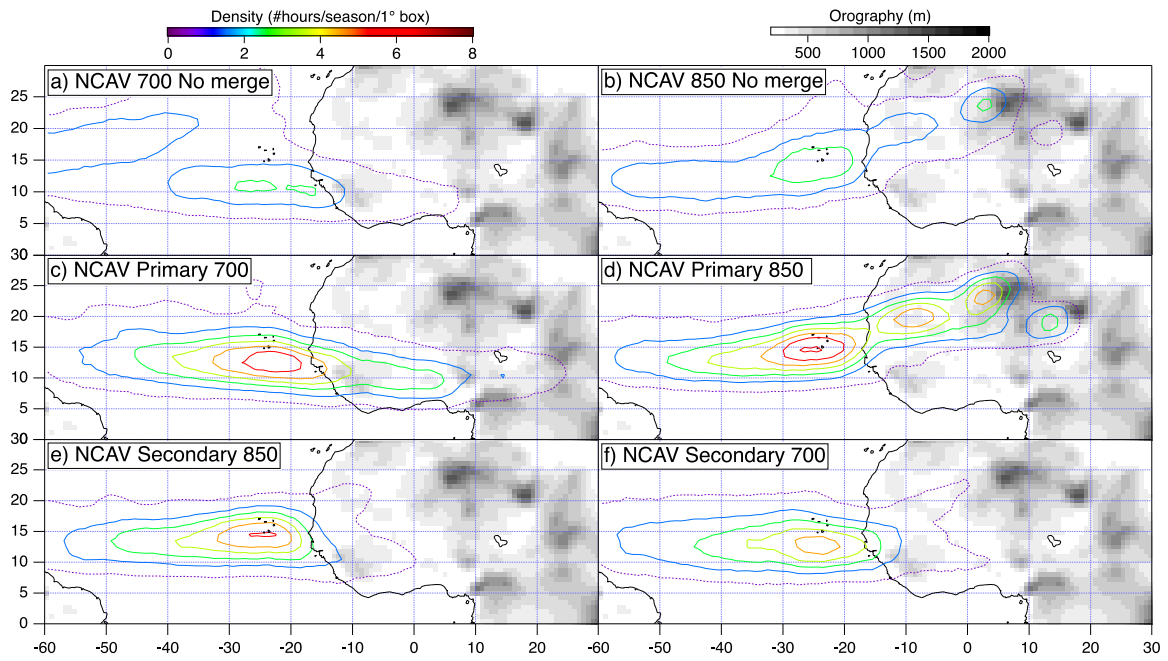 Density (#hours/season/1° box)
0 2 4 6 8
Orography (m)
500 1000 1500 2000
a) NCAV 700 No merge
b) NCAV 850 No merge
25
20
15
10
5
30
c) NCAV Primary 700
d) NCAV Primary 850
25
20
15
10
5
30
e) NCAV Secondary 850
f) NCAV Secondary 700
25
20
15
10
5
0
-60 -50 -40 -30 -20 -10 0 10 20 -60 -50 -40 -30 -20 -10 0 10 20 30